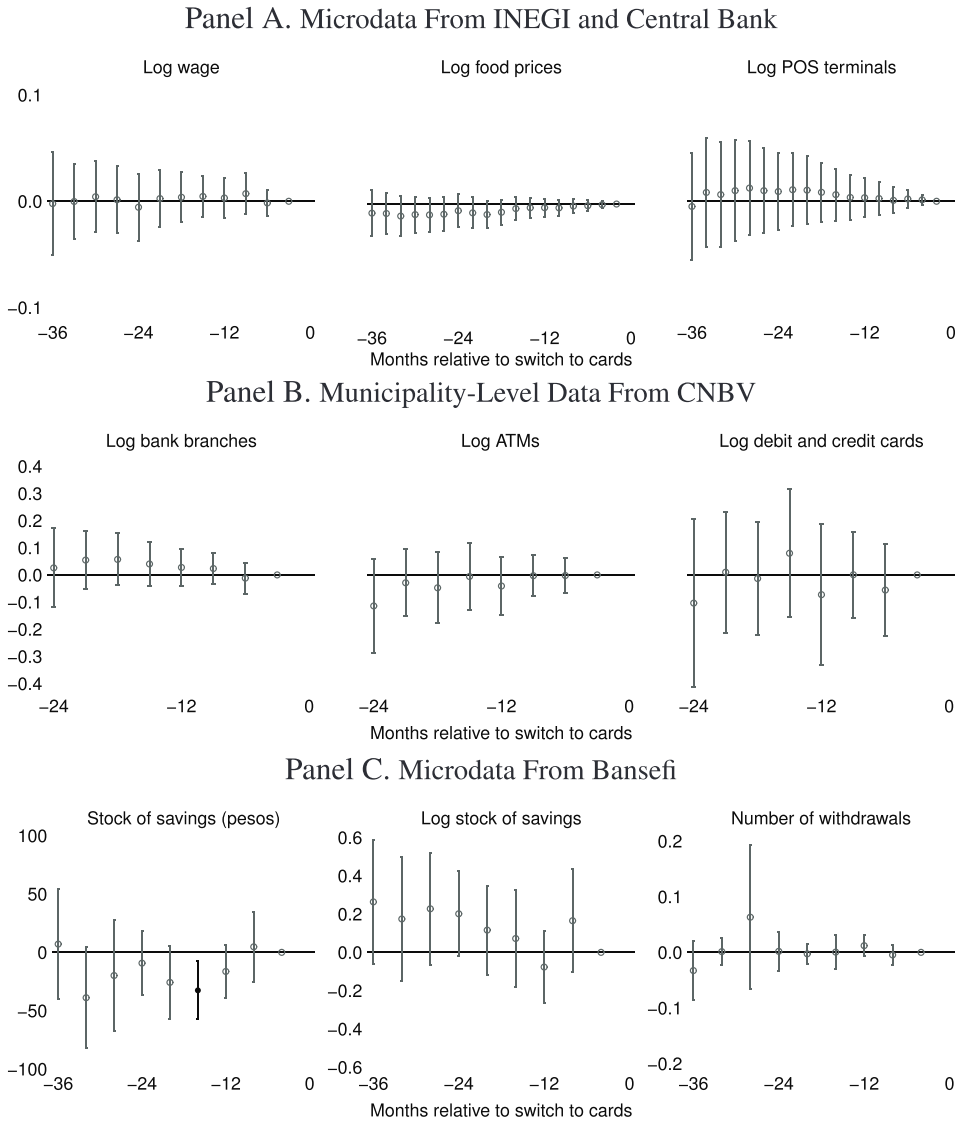 Panel A. Microdata From INEGI and Central Bank
Log wage Log food prices Log POS terminals
0.1
0.0
−0.1
−36 −24 −12 0 −36 −24 −12 0 −36 −24 −12 0
Months relative to switch to cards
Panel B. Municipality-Level Data From CNBV
Log bank branches Log ATMs Log debit and credit cards
0.4
0.3
0.2
0.1
0.0
−0.1
−0.2
−0.3
−0.4
−24 −12 0 −24 −12 0 −24 −12 0
Months relative to switch to cards
Panel C. Microdata From Bansefi
Stock of savings (pesos) Log stock of savings Number of withdrawals
100 0.6 0.2
50 0.4 0.1
0.2
0 0.0 0.0
−0.2
−50 −0.4 −0.1
−100 −0.6 −0.2
−36 −24 −12 0 −36 −24 −12 0 −36 −24 −12 0
Months relative to switch to cards